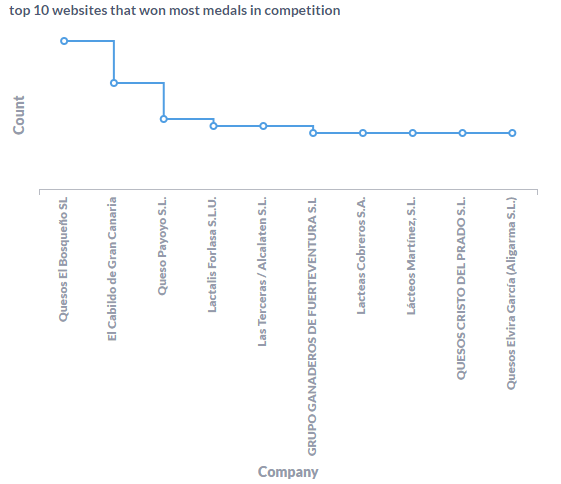 top 10 websites that won most medals in competition
Count
Quesos El Bosqueño SL
El Cabildo de Gran Canaria
Queso Payoyo S.L.
Lactalis Forlasa S.L.U.
Las Terceras / Alcalaten S.L.
GRUPO GANADEROS DE FUERTEVENTURA S.L
Lacteas Cobreros S.A.
Lácteos Martínez, S.L.
QUESOS CRISTO DEL PRADO S.L.
Quesos Elvira García (Aligarma S.L.)
Company